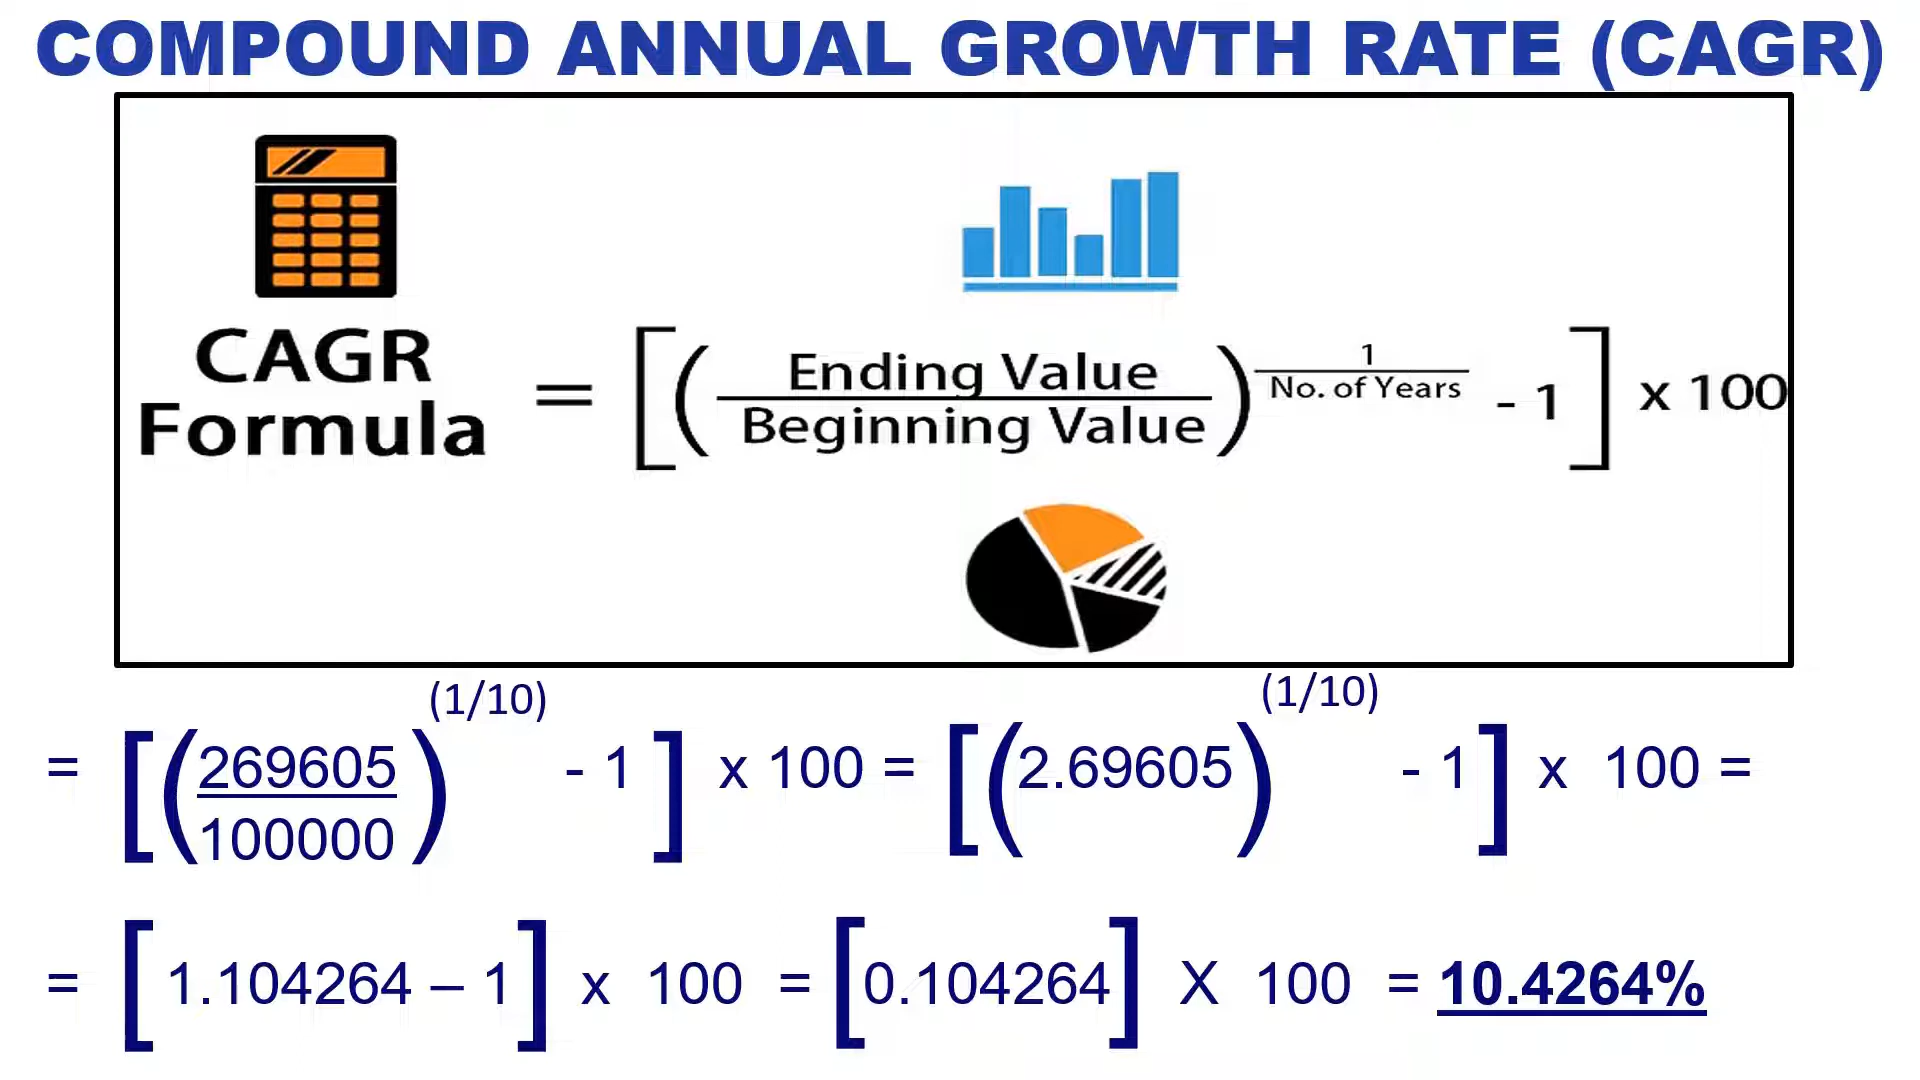 COMPOUND ANNUAL GROWTH RATE (CAGR)
CAGR
Formula
= [(Ending Value
Beginning Value)
1
No. of Years
- 1] x 100
= [(269605
100000)
(1/10)
- 1] x 100 = [(2.69605)
(1/10)
- 1] x 100 =
= [1.104264 – 1] x 100 = [0.104264] X 100 = 10.4264%